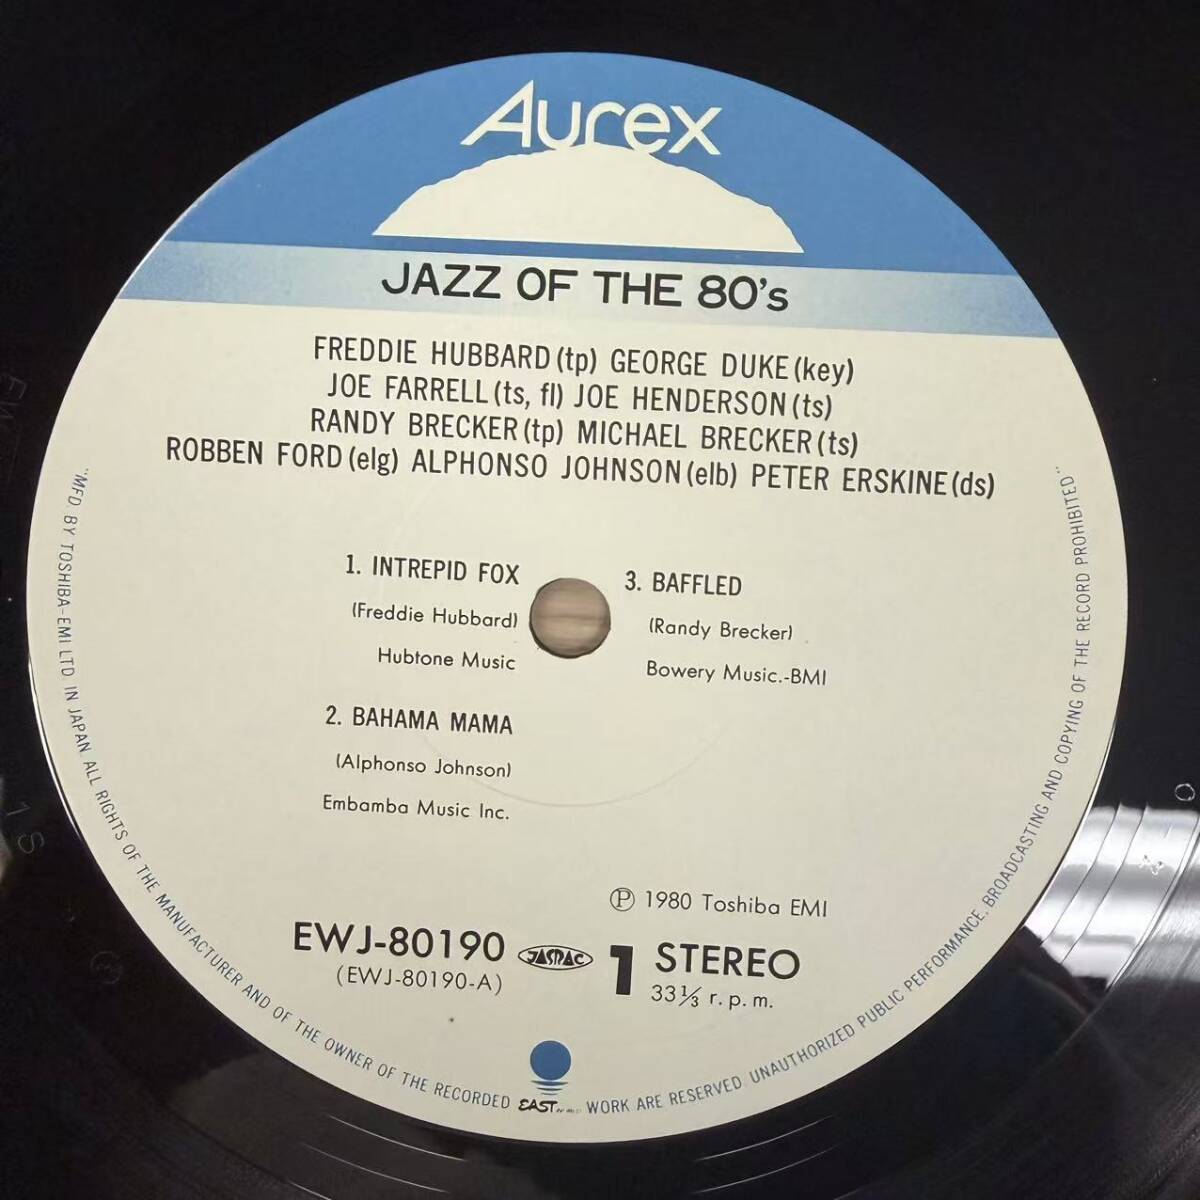 Aurex
JAZZ OF THE 80's
FREDDIE HUBBARD (tp) GEORGE DUKE (key)
JOE FARRELL (ts, fl) JOE HENDERSON (ts)
RANDY BRECKER (tp) MICHAEL BRECKER (ts)
ROBBEN FORD (elg) ALPHONSO JOHNSON (elb) PETER ERSKINE (ds)
1. INTREPID FOX
(Freddie Hubbard)
Hubtone Music
2. BAHAMA MAMA
(Alphonso Johnson)
Embamba Music Inc.
3. BAFFLED
(Randy Brecker)
Bowery Music.-BMI
Ⓟ 1980 Toshiba EMI
EWJ-80190
(EWJ-80190-A)
JASRAC
1
STEREO
33⅓ r.p.m.
EAST
"MFD. BY TOSHIBA-EMI LTD. IN JAPAN ALL RIGHTS OF THE MANUFACTURER AND OF THE OWNER OF THE RECORDED WORK ARE RESERVED. UNAUTHORIZED PUBLIC PERFORMANCE. BROADCASTING AND COPYING OF THE RECORD PROHIBITED."